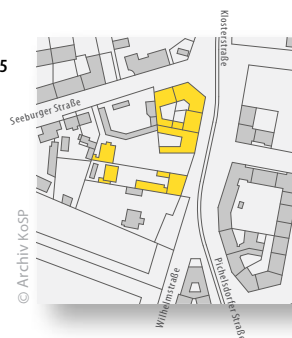 Klosterstraße
5
Seeburger Straße
© Archiv KoSP
Wilhelmstraße
Pichelsdorfer Straße